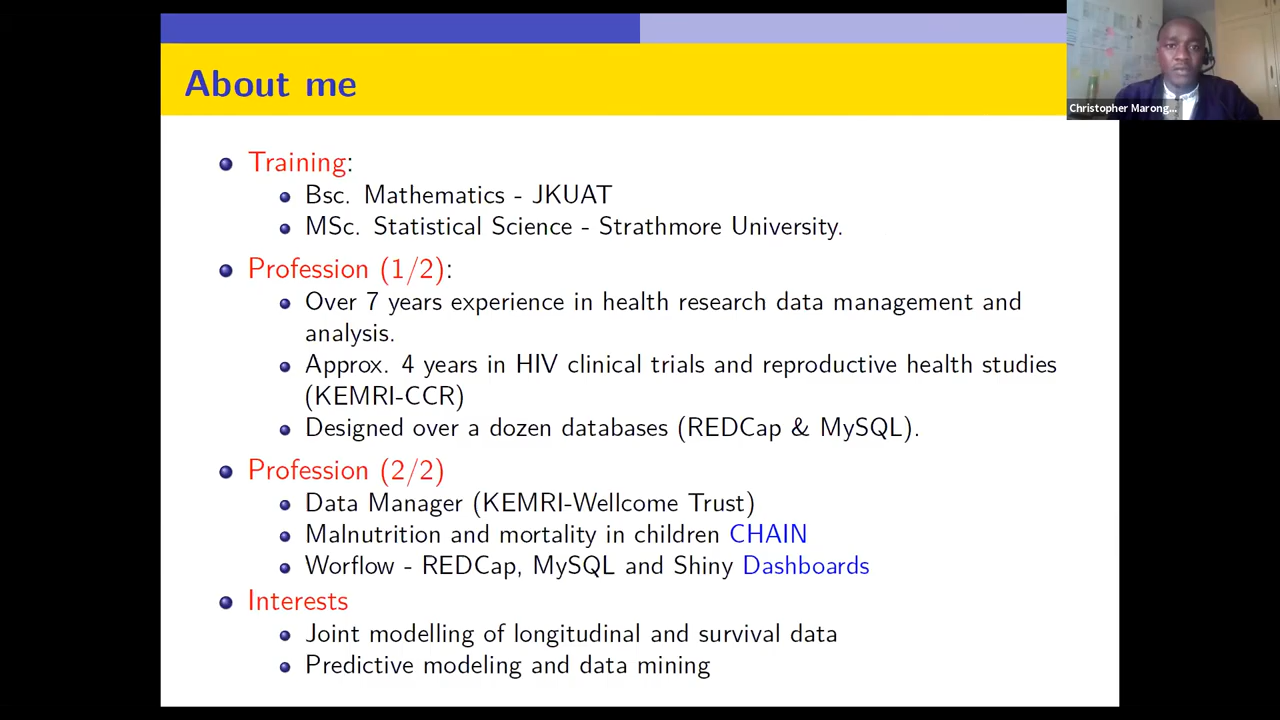 About me
Christopher Marong...
Training:
Bsc. Mathematics - JKUAT
MSc. Statistical Science - Strathmore University.
Profession (1/2):
Over 7 years experience in health research data management and
analysis.
Approx. 4 years in HIV clinical trials and reproductive health studies
(KEMRI-CCR)
Designed over a dozen databases (REDCap & MySQL).
Profession (2/2)
Data Manager (KEMRI-Wellcome Trust)
Malnutrition and mortality in children CHAIN
Worflow - REDCap, MySQL and Shiny Dashboards
Interests
Joint modelling of longitudinal and survival data
Predictive modeling and data mining